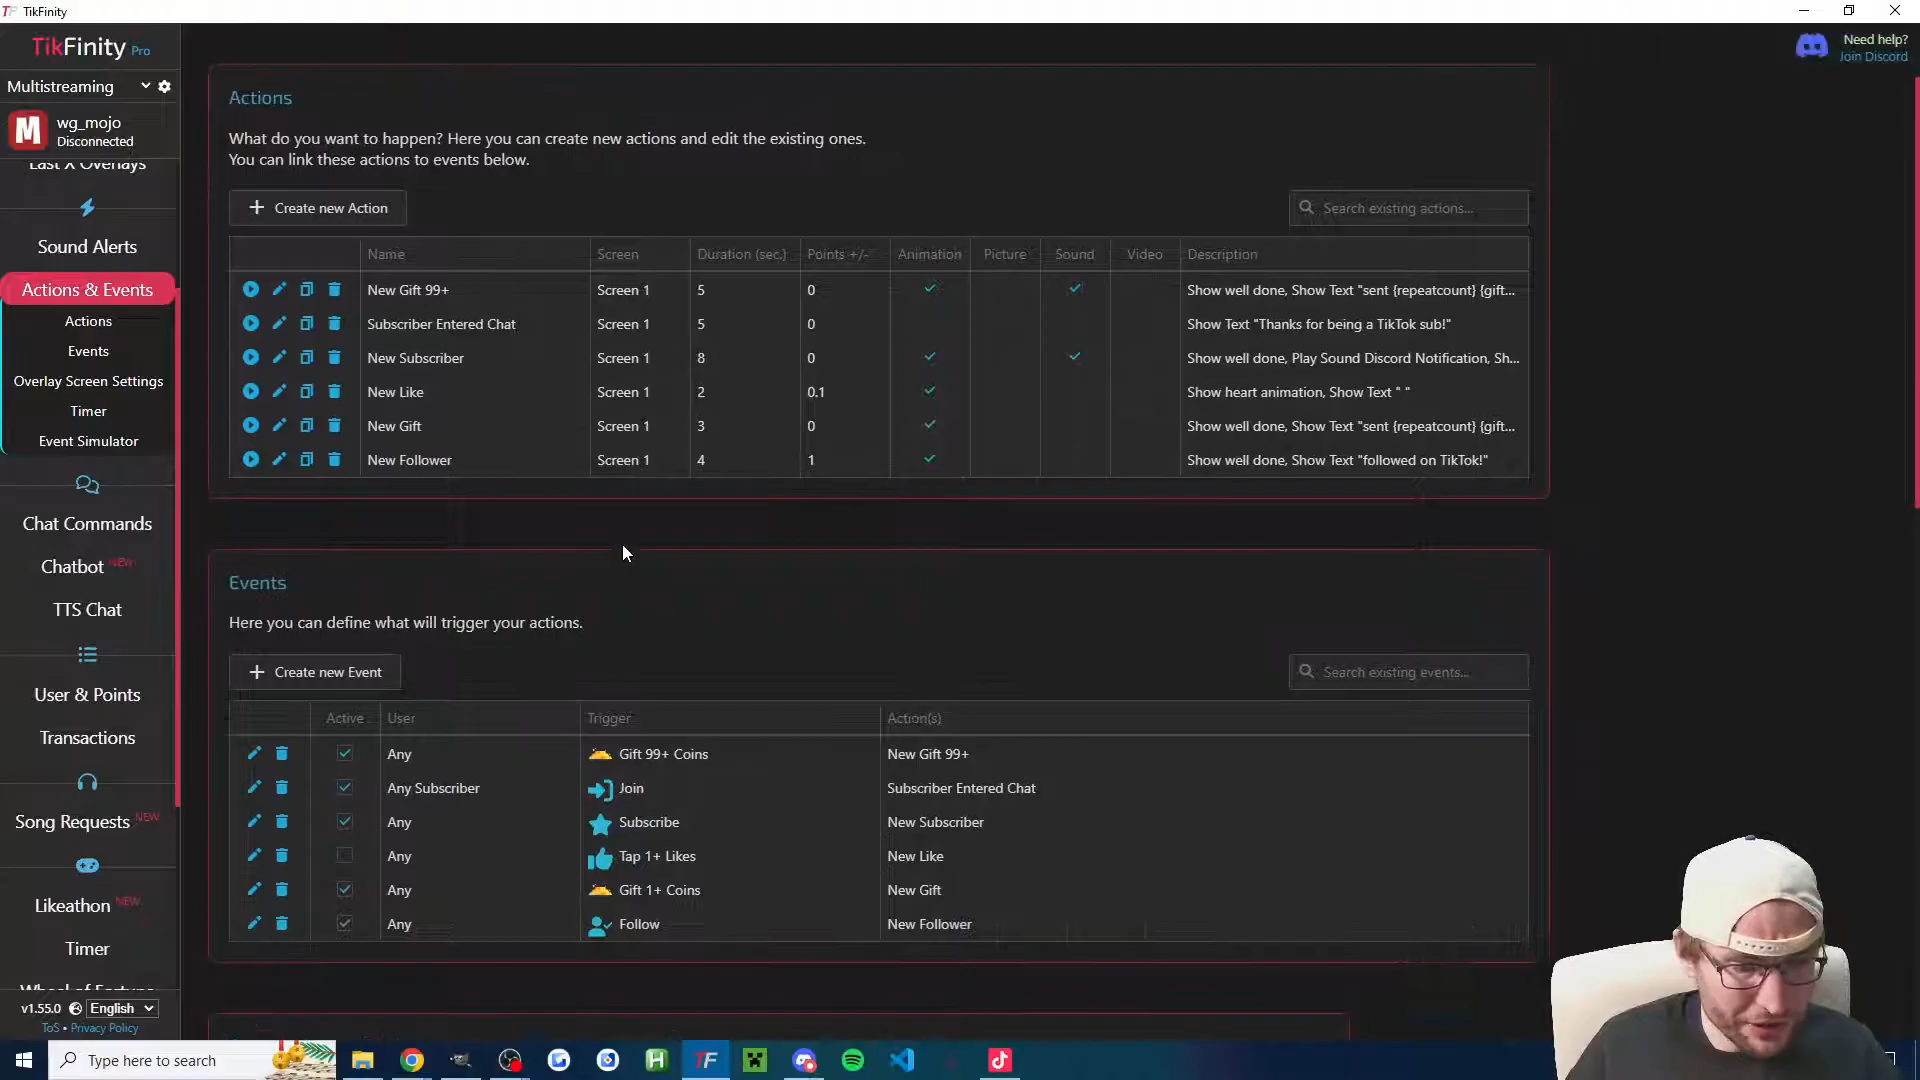 TikFinity
TikFinity Pro
Need help?
Join Discord
Multistreaming
wg_mojo
Disconnected
Last X Overlays
Sound Alerts
Actions & Events
Actions
Events
Overlay Screen Settings
Timer
Event Simulator
Chat Commands
Chatbot NEW
TTS Chat
User & Points
Transactions
Song Requests NEW
Likeathon NEW
Timer
Wheel of Fortune
v1.55.0 English
ToS • Privacy Policy
Actions
What do you want to happen? Here you can create new actions and edit the existing ones.
You can link these actions to events below.
Create new Action
Search existing actions...
Name Screen Duration (sec.) Points +/- Animation Picture Sound Video Description
New Gift 99+ Screen 1 5 0 Show well done, Show Text "sent {repeatcount} {gift...
Subscriber Entered Chat Screen 1 5 0 Show Text "Thanks for being a TikTok sub!"
New Subscriber Screen 1 8 0 Show well done, Play Sound Discord Notification, Sh...
New Like Screen 1 2 0.1 Show heart animation, Show Text " "
New Gift Screen 1 3 0 Show well done, Show Text "sent {repeatcount} {gift...
New Follower Screen 1 4 1 Show well done, Show Text "followed on TikTok!"
Events
Here you can define what will trigger your actions.
Create new Event
Search existing events...
Active User Trigger Action(s)
Any Gift 99+ Coins New Gift 99+
Any Subscriber Join Subscriber Entered Chat
Any Subscribe New Subscriber
Any Tap 1+ Likes New Like
Any Gift 1+ Coins New Gift
Any Follow New Follower
Type here to search